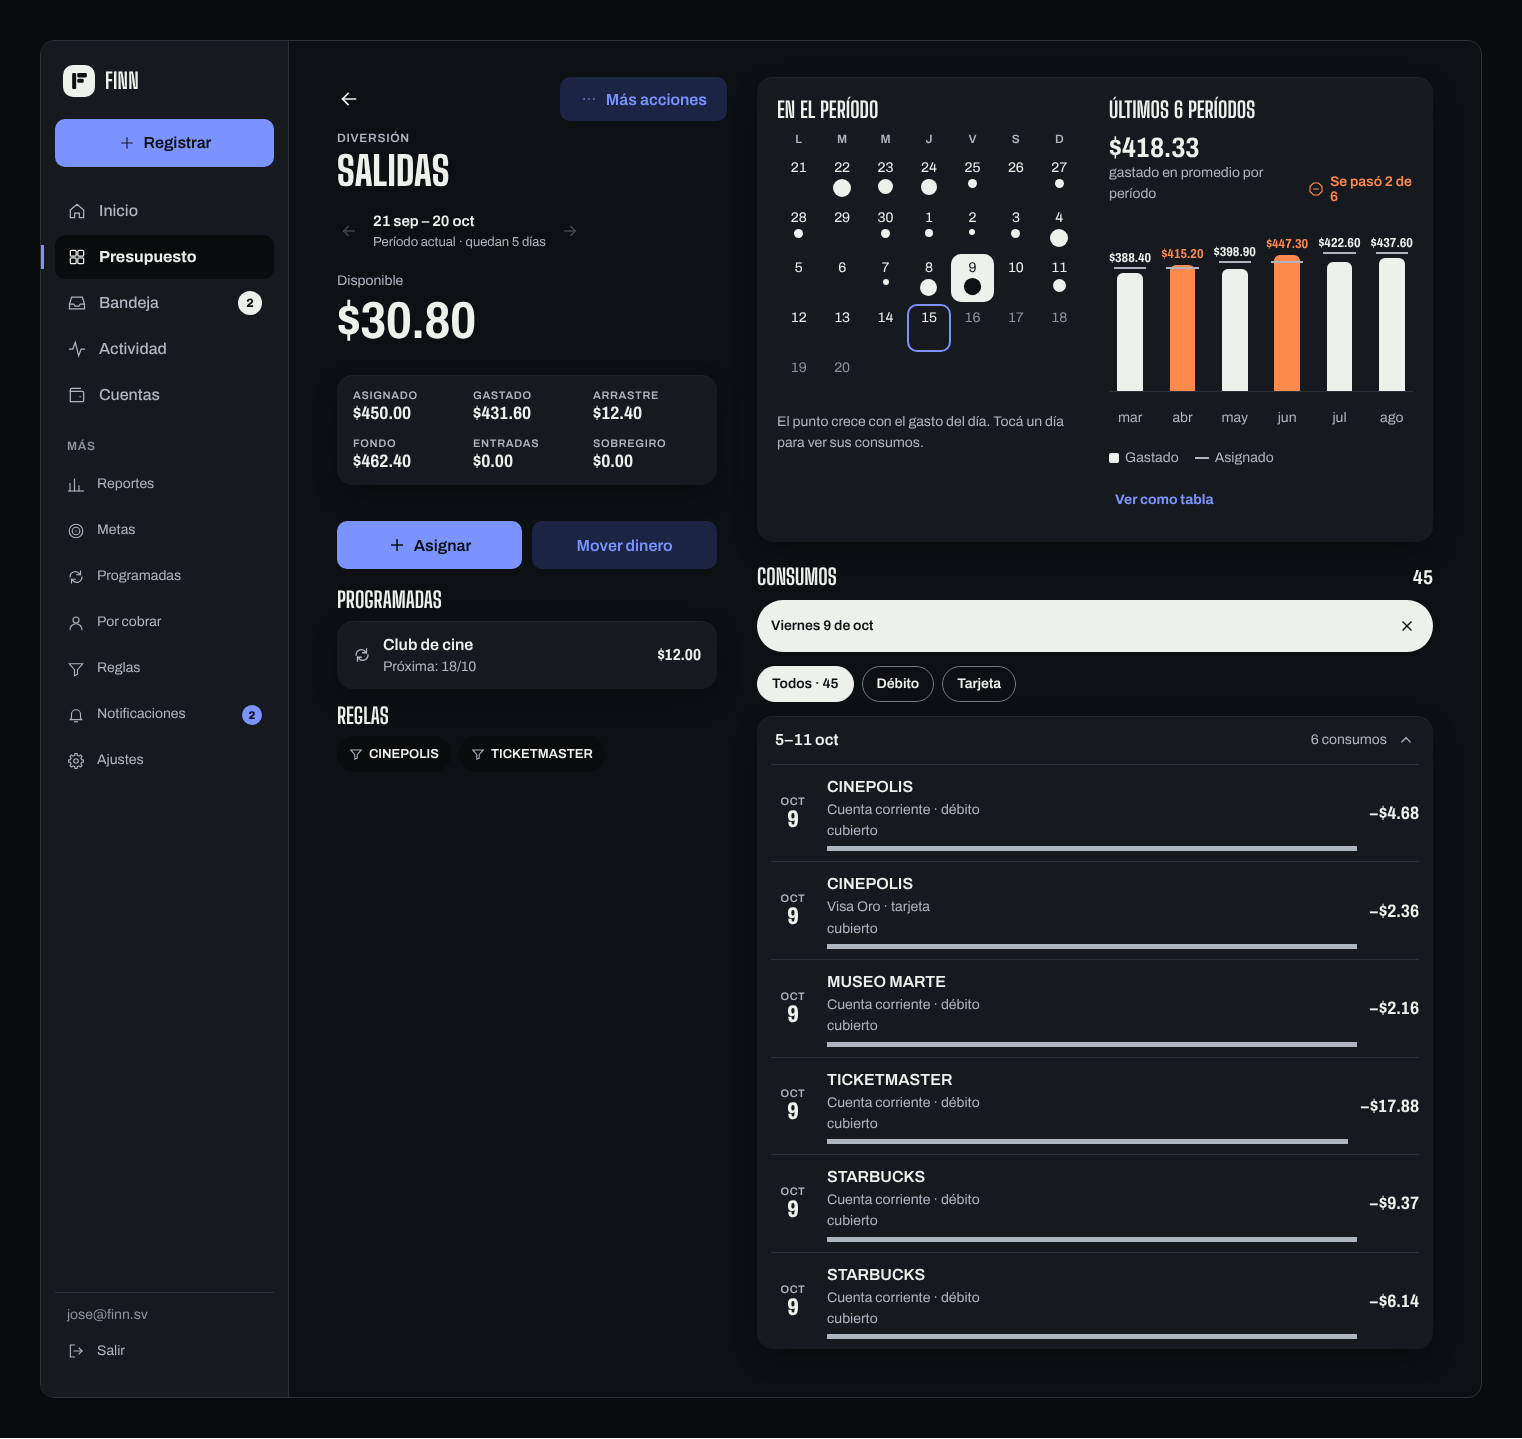 FINN
Registrar
Inicio
Presupuesto
Bandeja 2
Actividad
Cuentas
MÁS
Reportes
Metas
Programadas
Por cobrar
Reglas
Notificaciones 2
Ajustes
jose@finn.sv
Salir
Más acciones
DIVERSIÓN
SALIDAS
21 sep – 20 oct
Período actual · quedan 5 días
Disponible
$30.80
ASIGNADO GASTADO ARRASTRE
$450.00 $431.60 $12.40
FONDO ENTRADAS SOBREGIRO
$462.40 $0.00 $0.00
Asignar Mover dinero
PROGRAMADAS
Club de cine
Próxima: 18/10
$12.00
REGLAS
CINEPOLIS TICKETMASTER
EN EL PERÍODO
L M M J V S D
21 22 23 24 25 26 27
28 29 30 1 2 3 4
5 6 7 8 9 10 11
12 13 14 15 16 17 18
19 20
El punto crece con el gasto del día. Tocá un día
para ver sus consumos.
ÚLTIMOS 6 PERÍODOS
$418.33
gastado en promedio por
período
Se pasó 2 de
6
$388.40 $415.20 $398.90 $447.30 $422.60 $437.60
mar abr may jun jul ago
Gastado Asignado
Ver como tabla
CONSUMOS 45
Viernes 9 de oct
Todos · 45 Débito Tarjeta
5–11 oct 6 consumos
OCT
9
CINEPOLIS
Cuenta corriente · débito
cubierto
–$4.68
OCT
9
CINEPOLIS
Visa Oro · tarjeta
cubierto
–$2.36
OCT
9
MUSEO MARTE
Cuenta corriente · débito
cubierto
–$2.16
OCT
9
TICKETMASTER
Cuenta corriente · débito
cubierto
–$17.88
OCT
9
STARBUCKS
Cuenta corriente · débito
cubierto
–$9.37
OCT
9
STARBUCKS
Cuenta corriente · débito
cubierto
–$6.14